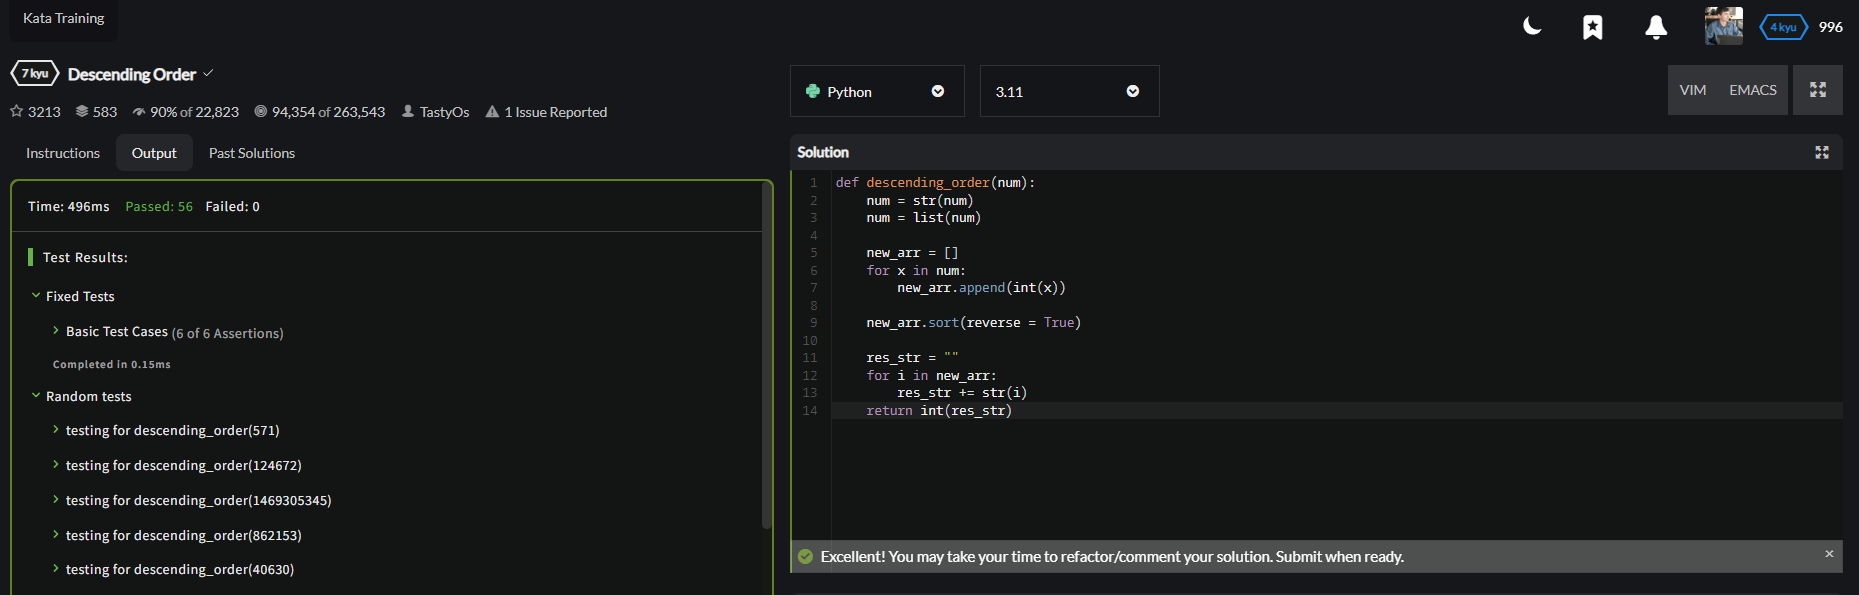 Kata Training
4 kyu 996
7 kyu Descending Order
3213 583 90% of 22,823 94,354 of 263,543 TastyOs 1 Issue Reported
Instructions Output Past Solutions
Time: 496ms Passed: 56 Failed: 0
Test Results:
Fixed Tests
Basic Test Cases (6 of 6 Assertions)
Completed in 0.15ms
Random tests
testing for descending_order(571)
testing for descending_order(124672)
testing for descending_order(1469305345)
testing for descending_order(862153)
testing for descending_order(40630)
Python 3.11 VIM EMACS
Solution
1 def descending_order(num):
2     num = str(num)
3     num = list(num)
4
5     new_arr = []
6     for x in num:
7         new_arr.append(int(x))
8
9     new_arr.sort(reverse = True)
10
11     res_str = ""
12     for i in new_arr:
13         res_str += str(i)
14     return int(res_str)
Excellent! You may take your time to refactor/comment your solution. Submit when ready. ×